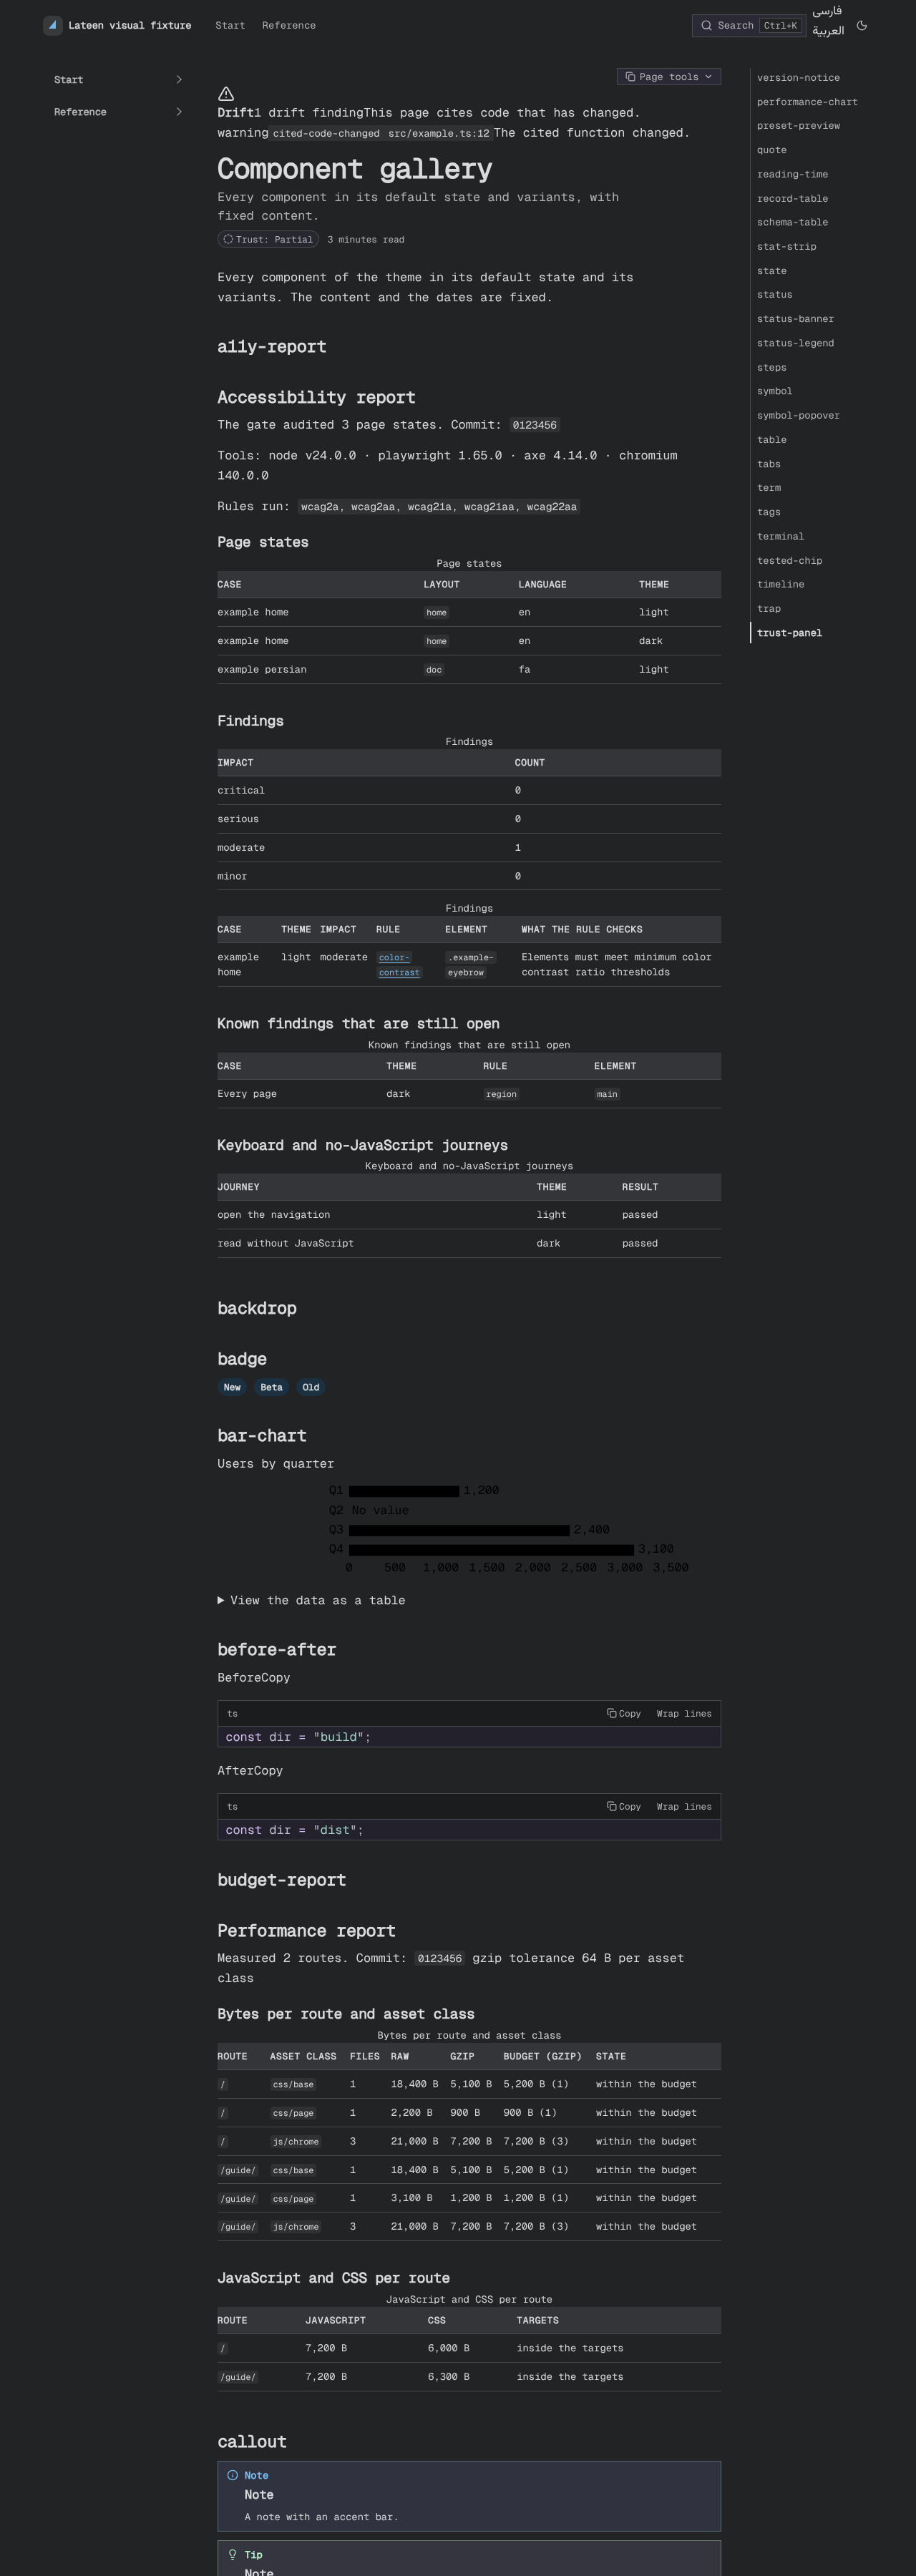 Lateen visual fixture
Start
Reference
Search Ctrl+K
فارسی
العربية
Start
Reference
Page tools
Drift1 drift findingThis page cites code that has changed.
warning cited-code-changed src/example.ts:12 The cited function changed.
Component gallery
Every component in its default state and variants, with
fixed content.
Trust: Partial 3 minutes read
Every component of the theme in its default state and its
variants. The content and the dates are fixed.
a11y-report
Accessibility report
The gate audited 3 page states. Commit: 0123456
Tools: node v24.0.0 · playwright 1.65.0 · axe 4.14.0 · chromium
140.0.0
Rules run: wcag2a, wcag2aa, wcag21a, wcag21aa, wcag22aa
Page states
Page states
CASE LAYOUT LANGUAGE THEME
example home home en light
example home home en dark
example persian doc fa light
Findings
Findings
IMPACT COUNT
critical 0
serious 0
moderate 1
minor 0
Findings
CASE THEME IMPACT RULE ELEMENT WHAT THE RULE CHECKS
example light moderate color- .example- Elements must meet minimum color
home contrast eyebrow contrast ratio thresholds
Known findings that are still open
Known findings that are still open
CASE THEME RULE ELEMENT
Every page dark region main
Keyboard and no-JavaScript journeys
Keyboard and no-JavaScript journeys
JOURNEY THEME RESULT
open the navigation light passed
read without JavaScript dark passed
backdrop
badge
New Beta Old
bar-chart
Users by quarter
Q1 1,200
Q2 No value
Q3 2,400
Q4 3,100
0 500 1,000 1,500 2,000 2,500 3,000 3,500
View the data as a table
before-after
BeforeCopy
ts Copy Wrap lines
const dir = "build";
AfterCopy
ts Copy Wrap lines
const dir = "dist";
budget-report
Performance report
Measured 2 routes. Commit: 0123456 gzip tolerance 64 B per asset
class
Bytes per route and asset class
Bytes per route and asset class
ROUTE ASSET CLASS FILES RAW GZIP BUDGET (GZIP) STATE
/ css/base 1 18,400 B 5,100 B 5,200 B (1) within the budget
/ css/page 1 2,200 B 900 B 900 B (1) within the budget
/ js/chrome 3 21,000 B 7,200 B 7,200 B (3) within the budget
/guide/ css/base 1 18,400 B 5,100 B 5,200 B (1) within the budget
/guide/ css/page 1 3,100 B 1,200 B 1,200 B (1) within the budget
/guide/ js/chrome 3 21,000 B 7,200 B 7,200 B (3) within the budget
JavaScript and CSS per route
JavaScript and CSS per route
ROUTE JAVASCRIPT CSS TARGETS
/ 7,200 B 6,000 B inside the targets
/guide/ 7,200 B 6,300 B inside the targets
callout
Note
Note
A note with an accent bar.
Tip
Note
version-notice
performance-chart
preset-preview
quote
reading-time
record-table
schema-table
stat-strip
state
status
status-banner
status-legend
steps
symbol
symbol-popover
table
tabs
term
tags
terminal
tested-chip
timeline
trap
trust-panel